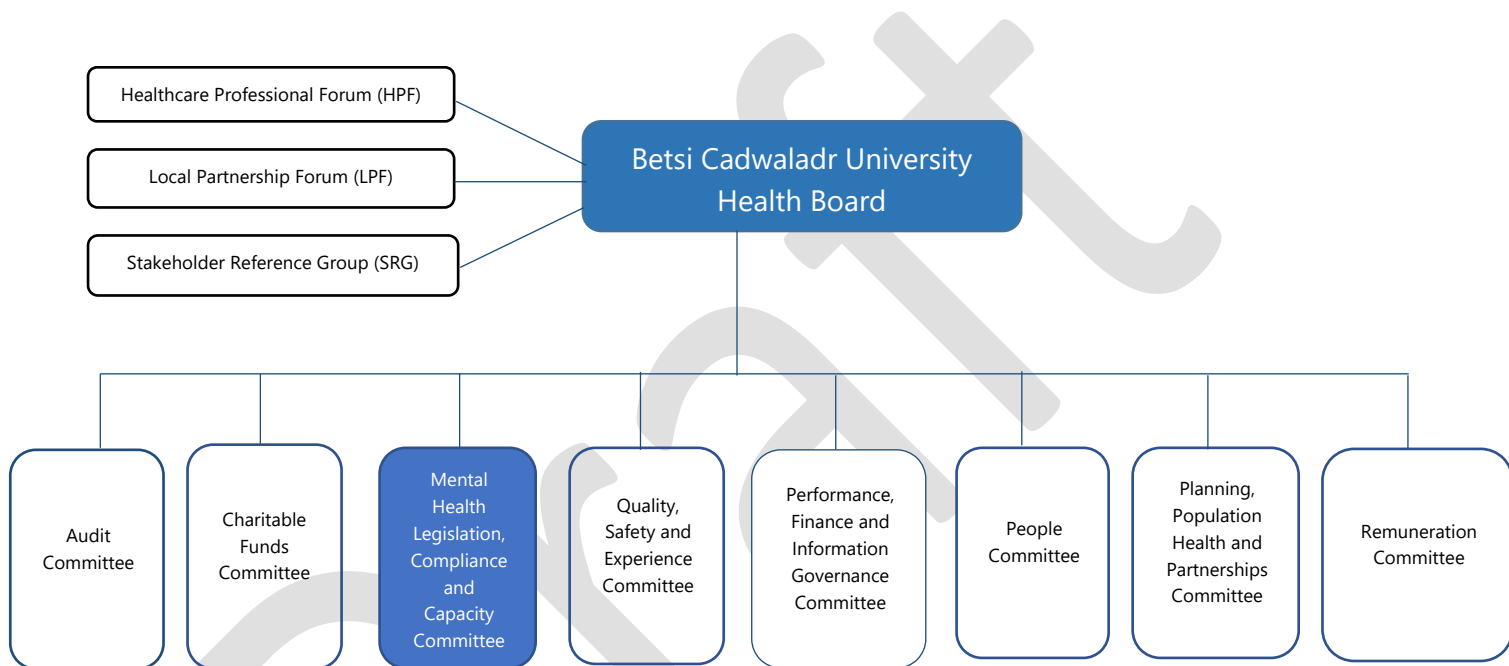 Healthcare Professional Forum (HPF)
Local Partnership Forum (LPF)
Stakeholder Reference Group (SRG)
Betsi Cadwaladr University
Health Board
Audit
Committee
Charitable
Funds
Committee
Mental
Health
Legislation,
Compliance
and
Capacity
Committee
Quality,
Safety and
Experience
Committee
Performance,
Finance and
Information
Governance
Committee
People
Committee
Planning,
Population
Health and
Partnerships
Committee
Remuneration
Committee
raft